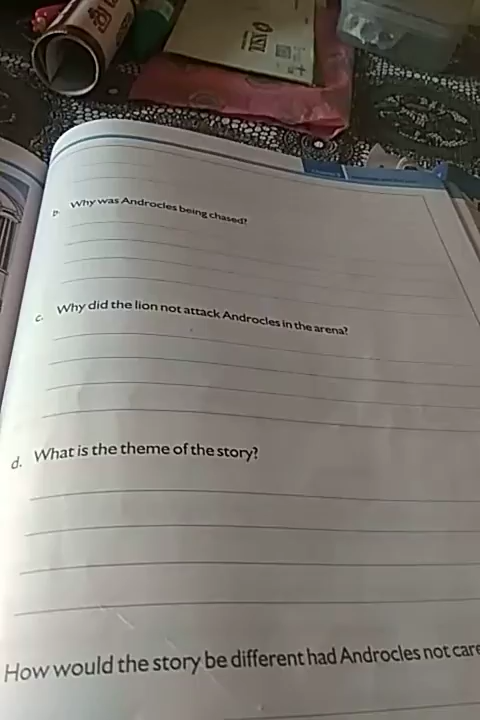 b. Why was Androcles being chased?
c. Why did the lion not attack Androcles in the arena?
d. What is the theme of the story?
How would the story be different had Androcles not care